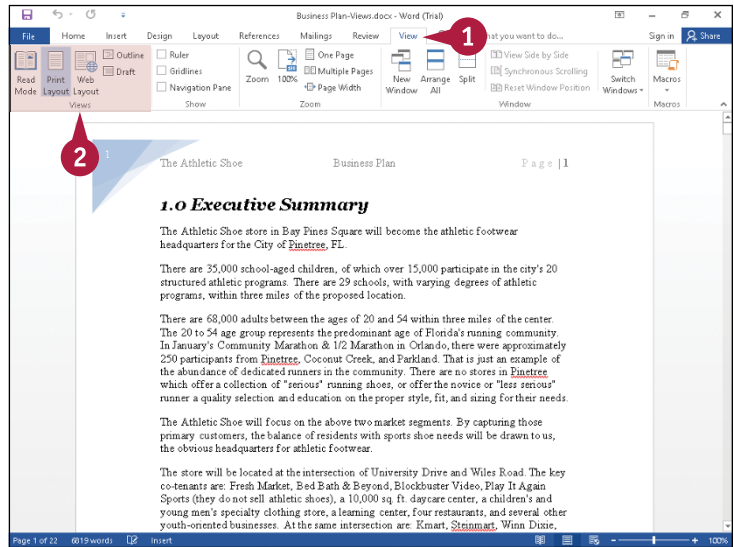 Business Plan-Views.docx - Word (Trial)
File Home Insert Design Layout References Mailings Review View hat you want to do... Sign in Share
1
Read Mode
Print Layout
Web Layout
Outline
Draft
Views
Ruler
Gridlines
Navigation Pane
Show
Zoom
100%
One Page
Multiple Pages
Page Width
Zoom
New Window
Arrange All
Split
View Side by Side
Synchronous Scrolling
Reset Window Position
Window
Switch Windows
Macros
Macros
2
1
The Athletic Shoe Business Plan Page | 1
1.0 Executive Summary
The Athletic Shoe store in Bay Pines Square will become the athletic footwear
headquarters for the City of Pinetree, FL.
There are 35,000 school-aged children, of which over 15,000 participate in the city's 20
structured athletic programs. There are 29 schools, with varying degrees of athletic
programs, within three miles of the proposed location.
There are 68,000 adults between the ages of 20 and 54 within three miles of the center.
The 20 to 54 age group represents the predominant age of Florida's running community.
In January's Community Marathon & 1/2 Marathon in Orlando, there were approximately
250 participants from Pinetree, Coconut Creek, and Parkland. That is just an example of
the abundance of dedicated runners in the community. There are no stores in Pinetree
which offer a collection of "serious" running shoes, or offer the novice or "less serious"
runner a quality selection and education on the proper style, fit, and sizing for their needs.
The Athletic Shoe will focus on the above two market segments. By capturing those
primary customers, the balance of residents with sports shoe needs will be drawn to us,
the obvious headquarters for athletic footwear.
The store will be located at the intersection of University Drive and Wiles Road. The key
co-tenants are: Fresh Market, Bed Bath & Beyond, Blockbuster Video, Play It Again
Sports (they do not sell athletic shoes), a 10,000 sq. ft. daycare center, a children's and
young men's specialty clothing store, a learning center, four restaurants, and several other
youth-oriented businesses. At the same intersection are: Kmart, Steinmart, Winn Dixie,
Page 1 of 22 6819 words Insert 100%